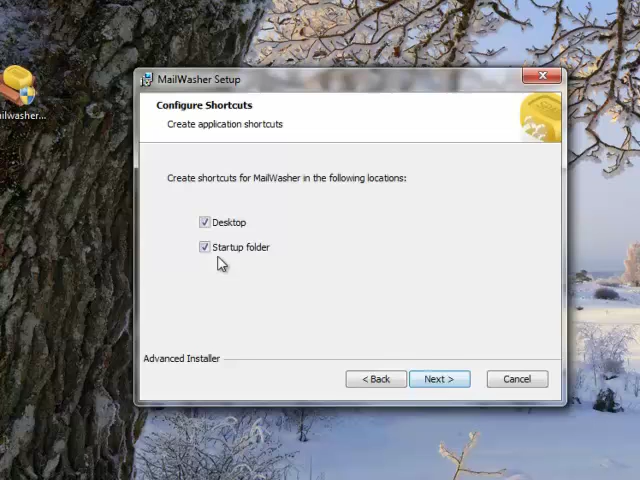 MailWasher Setup
Configure Shortcuts
Create application shortcuts
ilwasher...
Create shortcuts for MailWasher in the following locations:
Desktop
Startup folder
Advanced Installer
< Back
Next >
Cancel